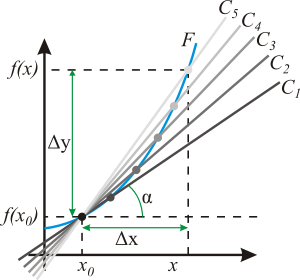 C₅
C₄
F
C₃
C₂
C₁
f(x)
Δy
α
f(x₀)
Δx
x₀
x